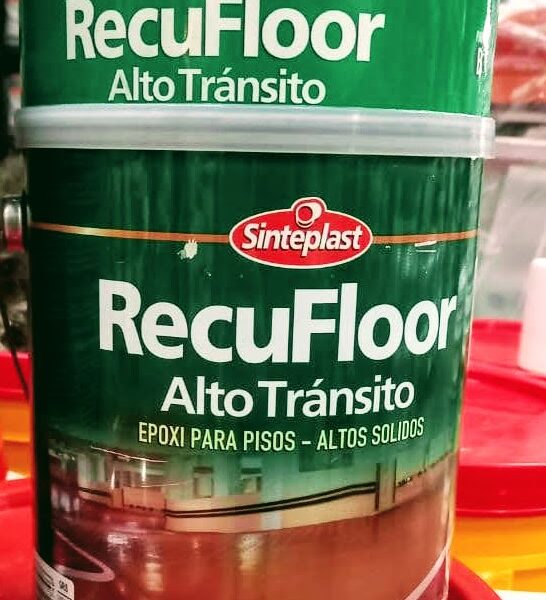 RecuFloor
Alto Tránsito
Sinteplast
RecuFloor
Alto Tránsito
EPOXI PARA PISOS - ALTOS SOLIDOS